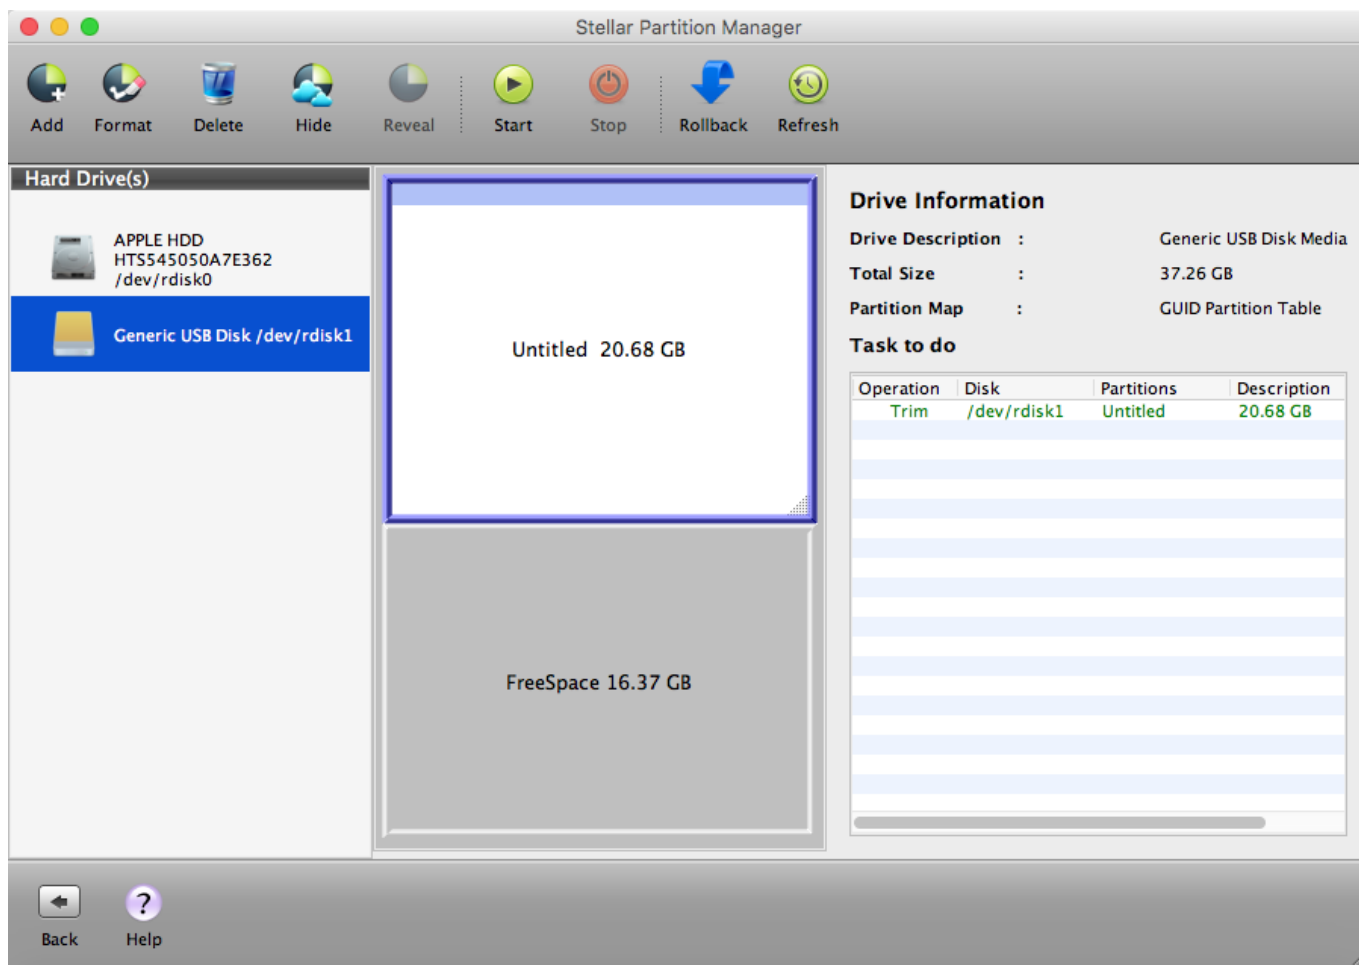 Stellar Partition Manager
Add Format Delete Hide Reveal Start Stop Rollback Refresh
Hard Drive(s)
APPLE HDD
HTS545050A7E362
/dev/rdisk0
Generic USB Disk /dev/rdisk1
Untitled 20.68 GB
FreeSpace 16.37 GB
Drive Information
Drive Description : Generic USB Disk Media
Total Size : 37.26 GB
Partition Map : GUID Partition Table
Task to do
Operation Disk Partitions Description
Trim /dev/rdisk1 Untitled 20.68 GB
Back Help